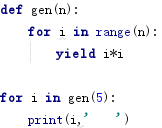 def gen(n):
    for i in range(n):
        yield i*i
for i in gen(5):
    print(i,'   ')